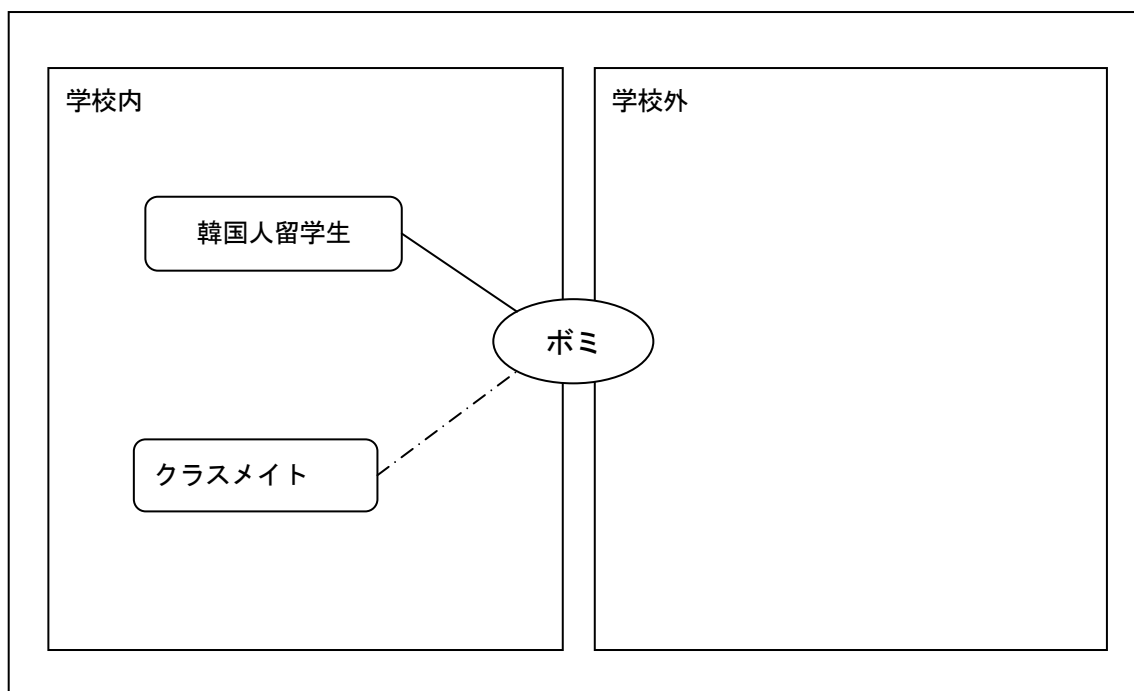 学校内
学校外
韓国人留学生
ボミ
クラスメイト